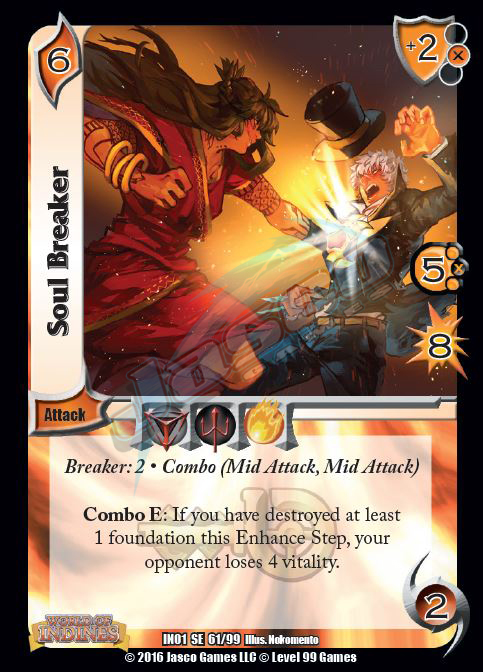 6
+2
Soul Breaker
5
8
Attack
Breaker: 2 • Combo (Mid Attack, Mid Attack)
Combo E: If you have destroyed at least
1 foundation this Enhance Step, your
opponent loses 4 vitality.
2
WORLD OF
INDINES
IN01 SE 61/99 Illus. Nokomento
© 2016 Jasco Games LLC © Level 99 Games